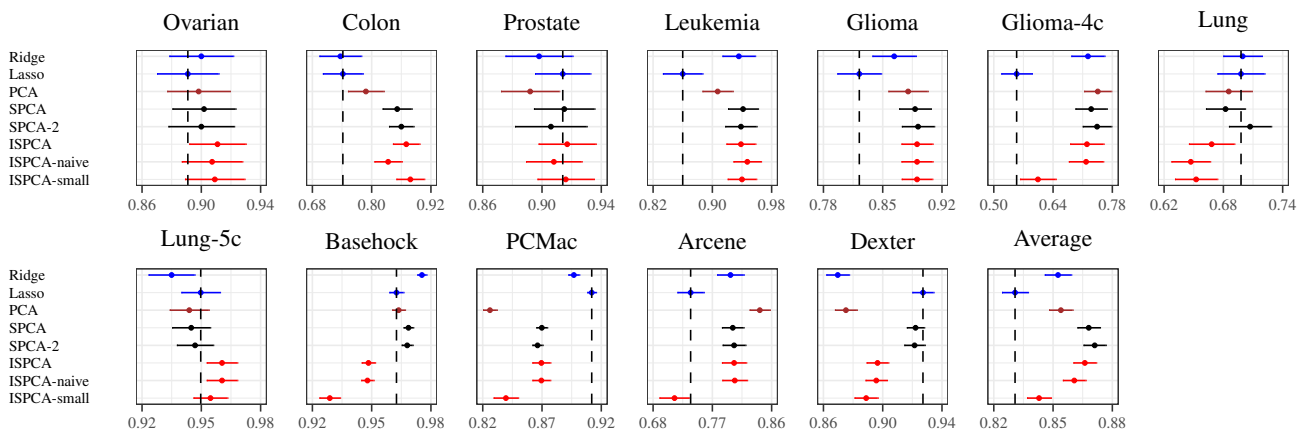 Ovarian Colon Prostate Leukemia Glioma Glioma-4c Lung
Ridge
Lasso
PCA
SPCA
SPCA-2
ISPCA
ISPCA-naive
ISPCA-small
0.86 0.90 0.94 0.68 0.80 0.92 0.86 0.90 0.94 0.82 0.90 0.98 0.78 0.85 0.92 0.50 0.64 0.78 0.62 0.68 0.74
Lung-5c Basehock PCMac Arcene Dexter Average
Ridge
Lasso
PCA
SPCA
SPCA-2
ISPCA
ISPCA-naive
ISPCA-small
0.92 0.95 0.98 0.92 0.95 0.98 0.82 0.87 0.92 0.68 0.77 0.86 0.86 0.90 0.94 0.82 0.85 0.88